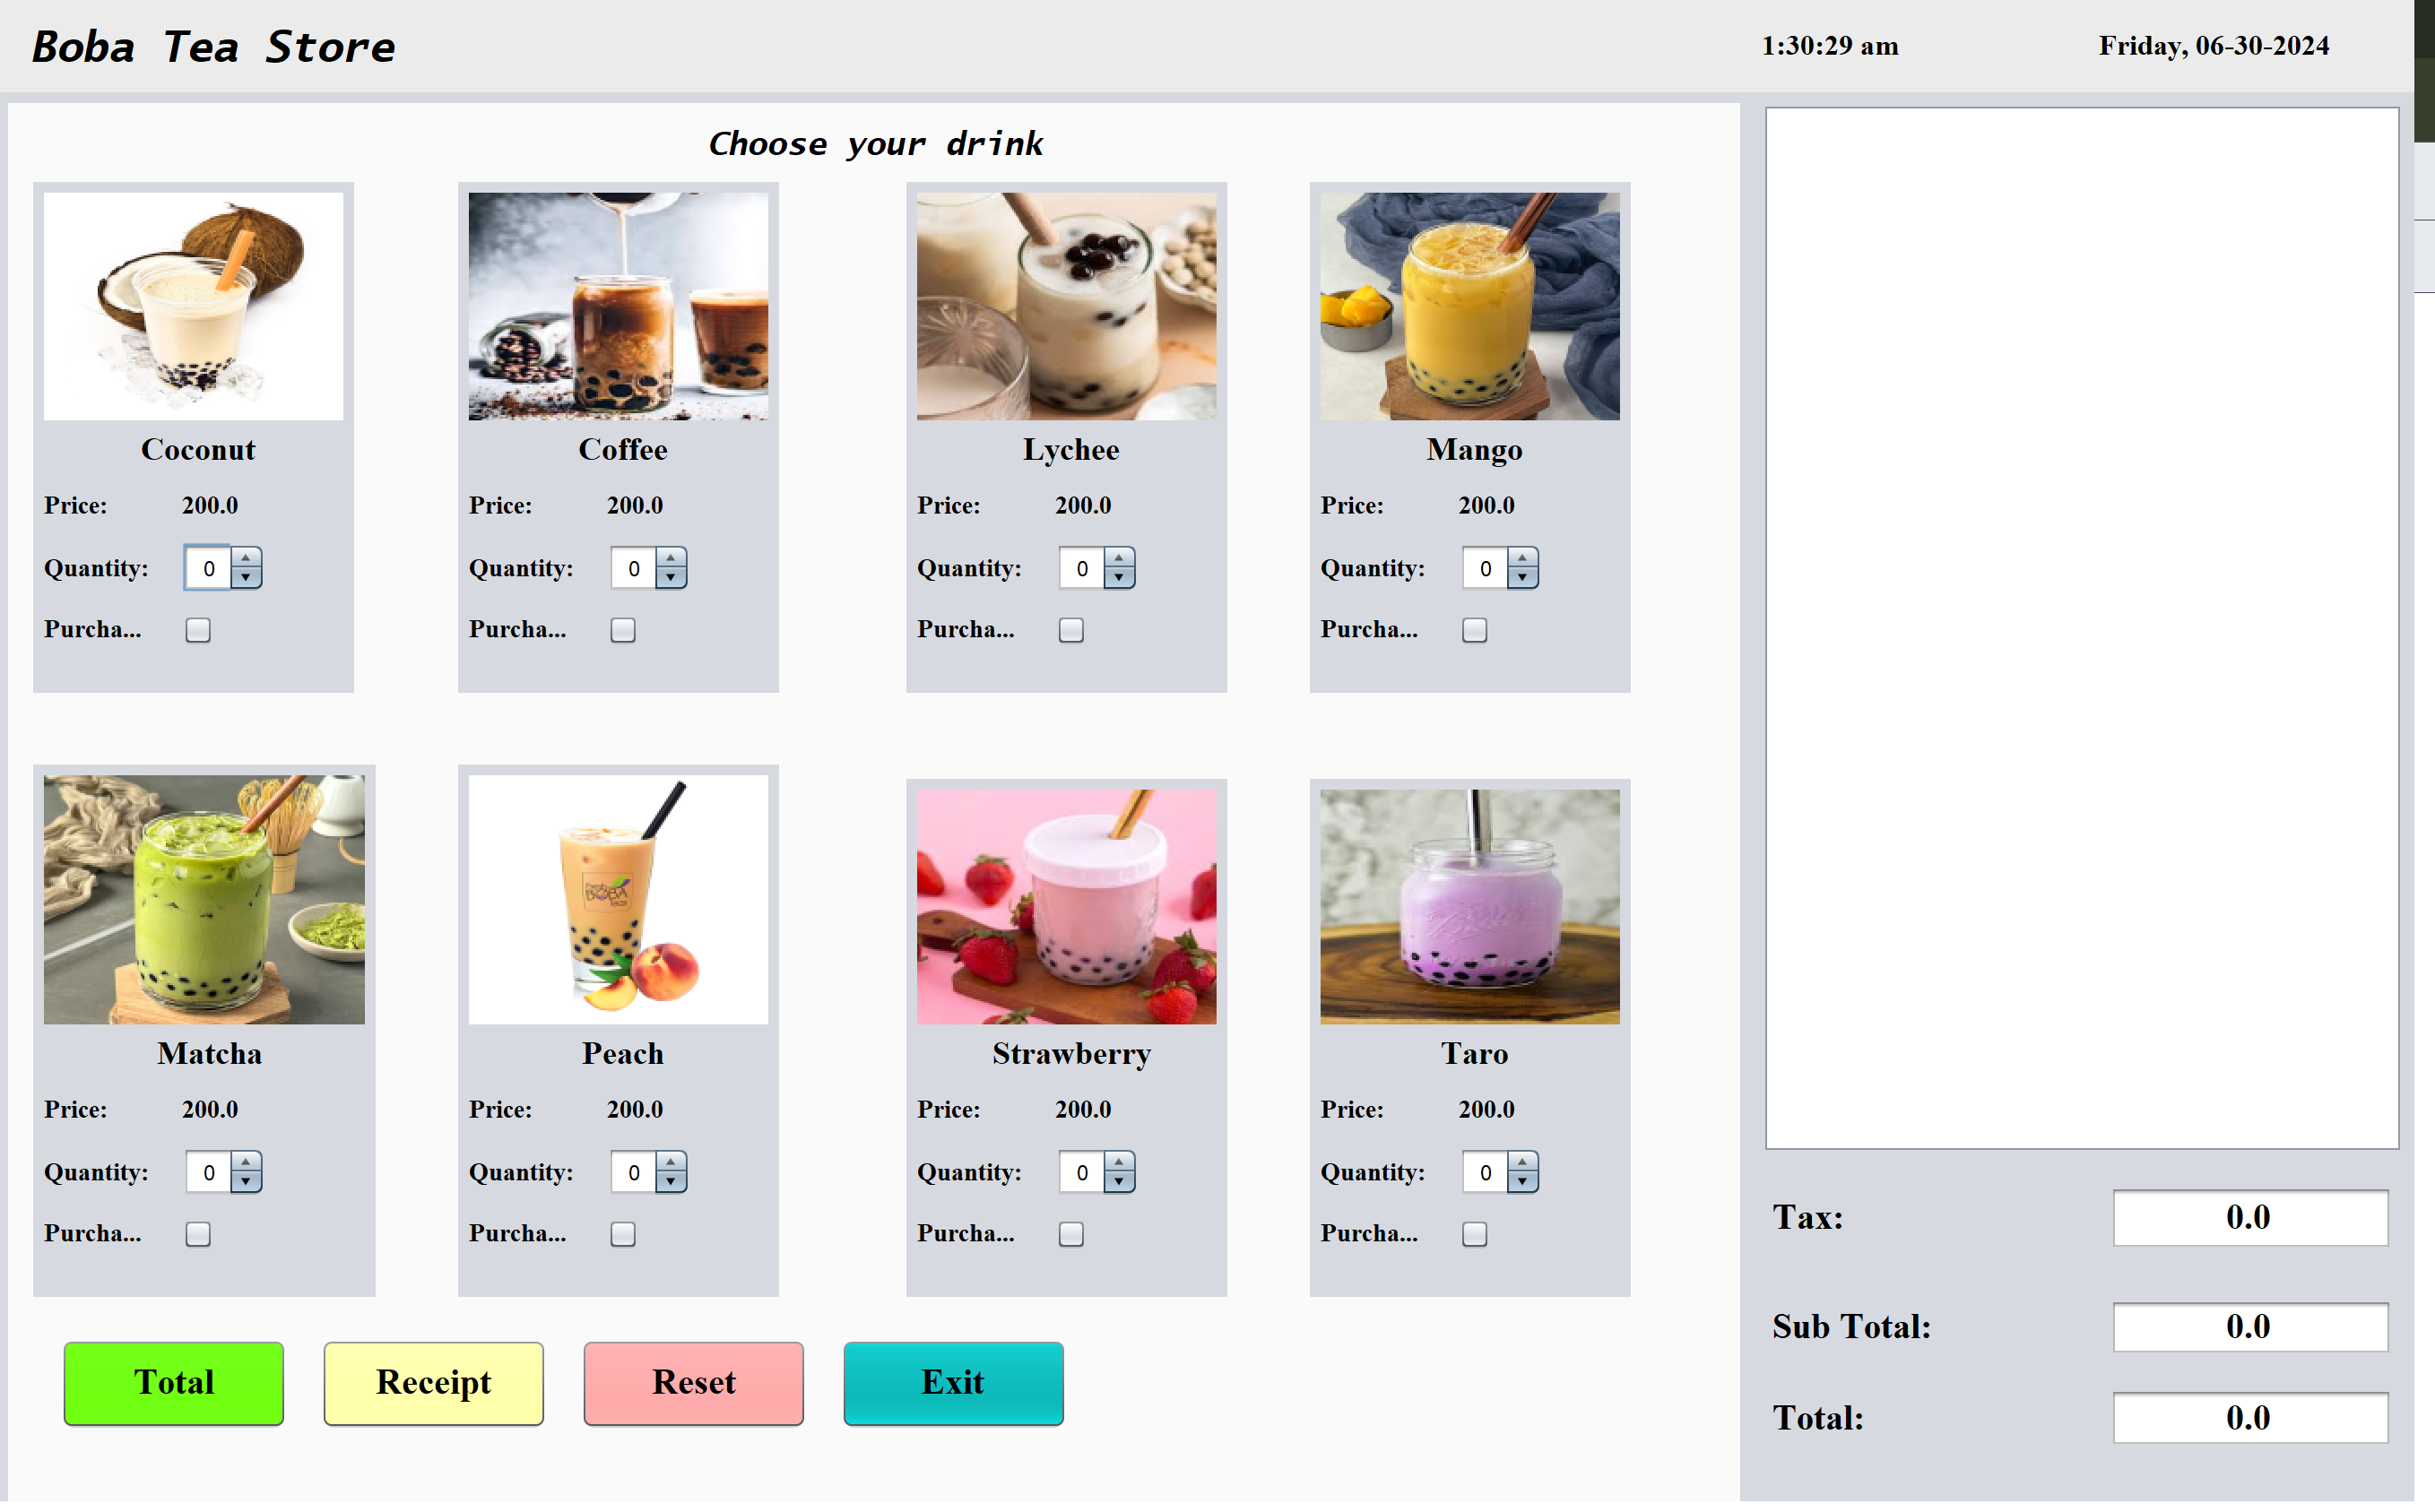 Boba Tea Store
1:30:29 am
Friday, 06-30-2024
Choose your drink
Coconut
Price: 200.0
Quantity: 0
Purcha...
Coffee
Price: 200.0
Quantity: 0
Purcha...
Lychee
Price: 200.0
Quantity: 0
Purcha...
Mango
Price: 200.0
Quantity: 0
Purcha...
Matcha
Price: 200.0
Quantity: 0
Purcha...
BOBA
Peach
Price: 200.0
Quantity: 0
Purcha...
Strawberry
Price: 200.0
Quantity: 0
Purcha...
Taro
Price: 200.0
Quantity: 0
Purcha...
Total
Receipt
Reset
Exit
Tax: 0.0
Sub Total: 0.0
Total: 0.0